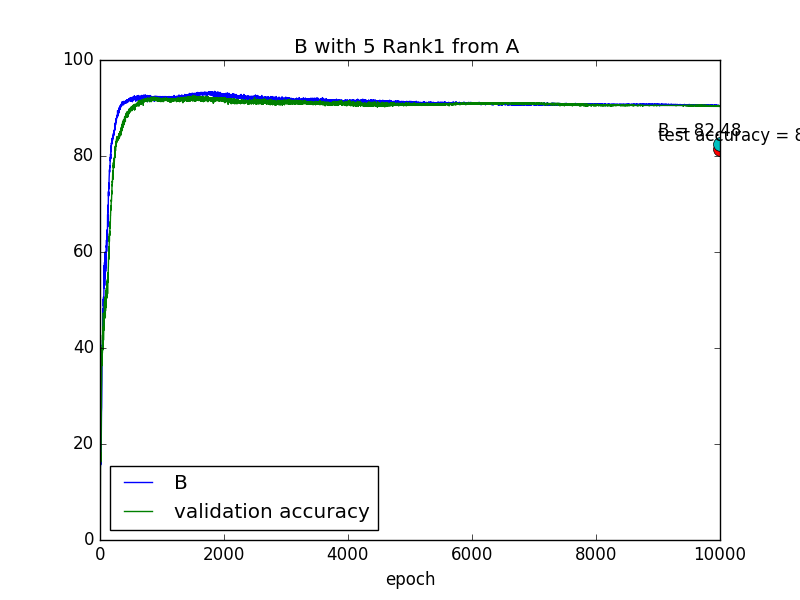 B with 5 Rank1 from A
100
80
60
40
20
0
B = 82.48
test accuracy = 8
B
validation accuracy
0 2000 4000 6000 8000 10000
epoch